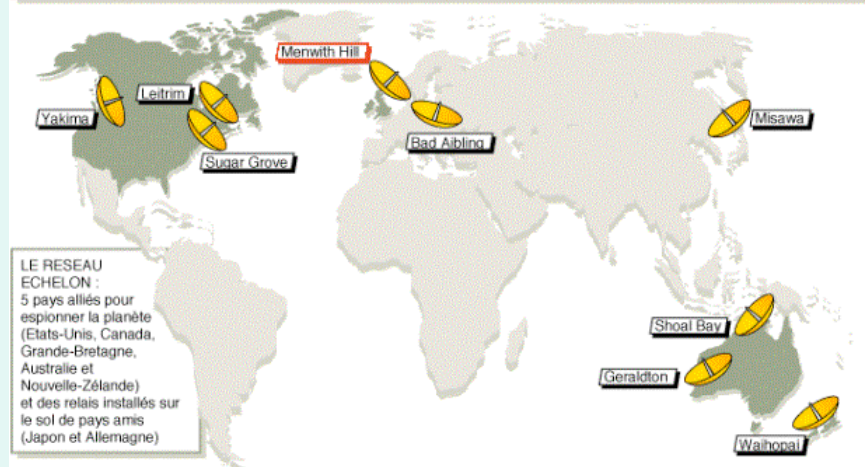 Menwith Hill
Leitrim
Yakima
Misawa
Bad Aibling
Sugar Grove
LE RESEAU
ECHELON :
5 pays alliés pour
espionner la planète
(Etats-Unis, Canada,
Grande-Bretagne,
Australie et
Nouvelle-Zélande)
et des relais installés sur
le sol de pays amis
(Japon et Allemagne)
Shoal Bay
Geraldton
Waihopai